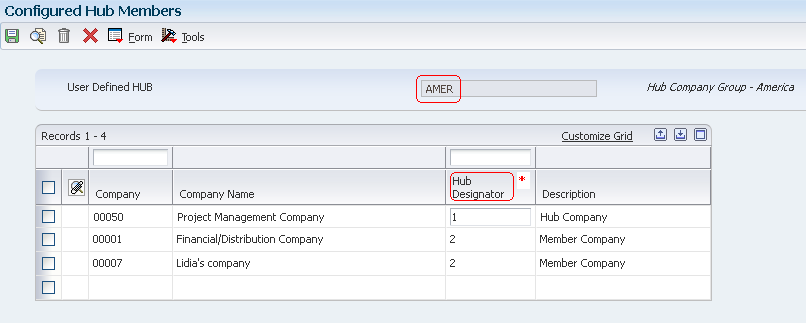 Configured Hub Members
Form Tools
User Defined HUB AMER Hub Company Group - America
Records 1 - 4 Customize Grid
Company Company Name Hub Designator * Description
00050 Project Management Company 1 Hub Company
00001 Financial/Distribution Company 2 Member Company
00007 Lidia's company 2 Member Company